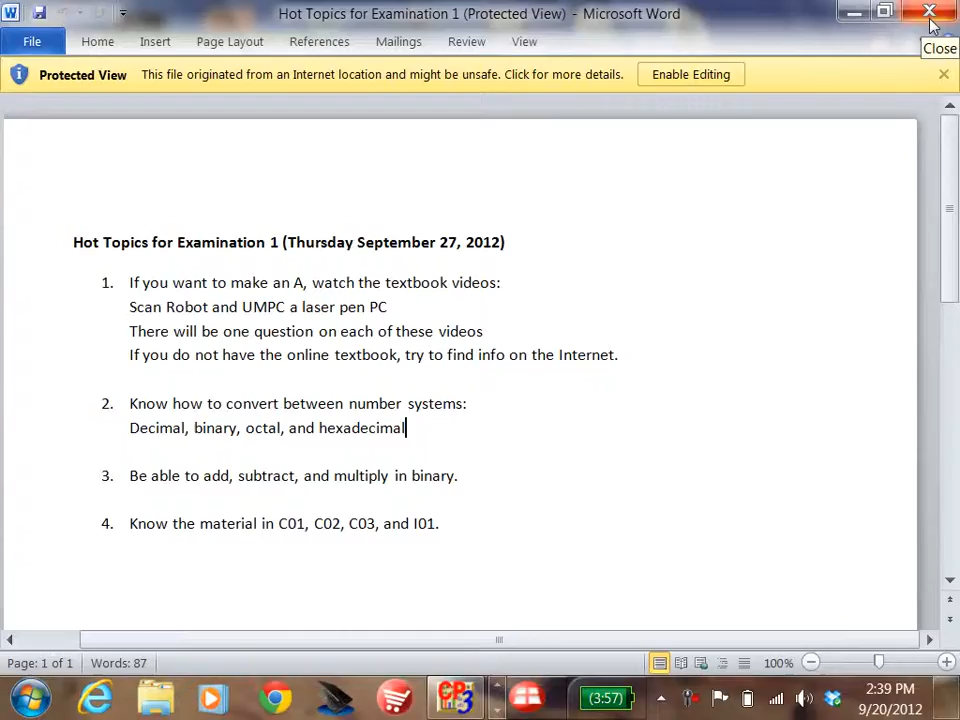 Hot Topics for Examination 1 (Protected View) - Microsoft Word
Close
File Home Insert Page Layout References Mailings Review View
Protected View This file originated from an Internet location and might be unsafe. Click for more details. Enable Editing
Hot Topics for Examination 1 (Thursday September 27, 2012)
1. If you want to make an A, watch the textbook videos:
Scan Robot and UMPC a laser pen PC
There will be one question on each of these videos
If you do not have the online textbook, try to find info on the Internet.
2. Know how to convert between number systems:
Decimal, binary, octal, and hexadecimal
3. Be able to add, subtract, and multiply in binary.
4. Know the material in C01, C02, C03, and I01.
Page: 1 of 1 Words: 87 100%
(3:57) 2:39 PM
9/20/2012